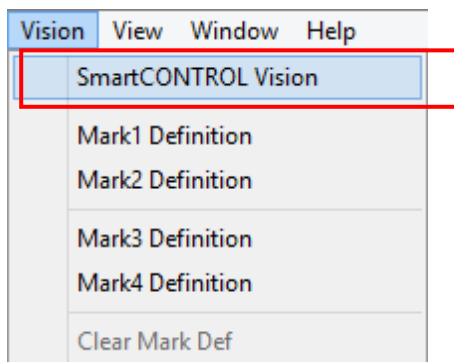 Vision View Window Help
SmartCONTROL Vision
Mark1 Definition
Mark2 Definition
Mark3 Definition
Mark4 Definition
Clear Mark Def